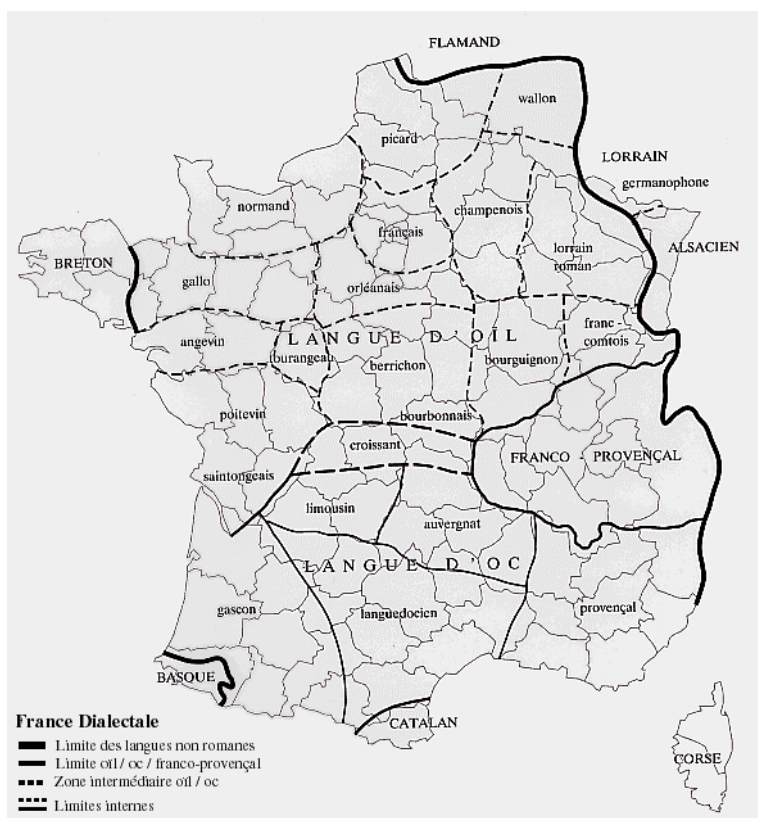 FLAMAND
wallon
picard
LORRAIN
germanophone
normand
champenois
français
ALSACIEN
lorrain
roman
BRETON
gallo
orléanais
franc -
comtois
LANGUE D'OÏL
angevin
tourangeau
berrichon
bourguignon
poitevin
bourbonnais
croissant
FRANCO - PROVENÇAL
saintongeais
limousin
auvergnat
LANGUE D'OC
gascon
languedocien
provençal
BASQUE
CATALAN
CORSE
France Dialectale
Limite des langues non romanes
Limite oïl / oc / franco-provençal
Zone intermédiaire oïl / oc
Limites internes